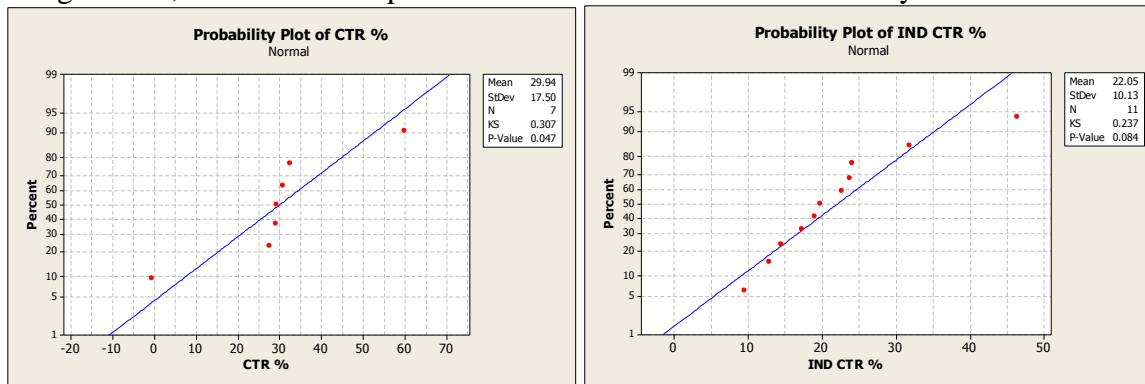 Probability Plot of CTR %
Normal
Percent
99
95
90
80
70
60
50
40
30
20
10
5
1
-20 -10 0 10 20 30 40 50 60 70
CTR %
Mean 29.94
StDev 17.50
N 7
KS 0.307
P-Value 0.047
Probability Plot of IND CTR %
Normal
Percent
99
95
90
80
70
60
50
40
30
20
10
5
1
0 10 20 30 40 50
IND CTR %
Mean 22.05
StDev 10.13
N 11
KS 0.237
P-Value 0.084